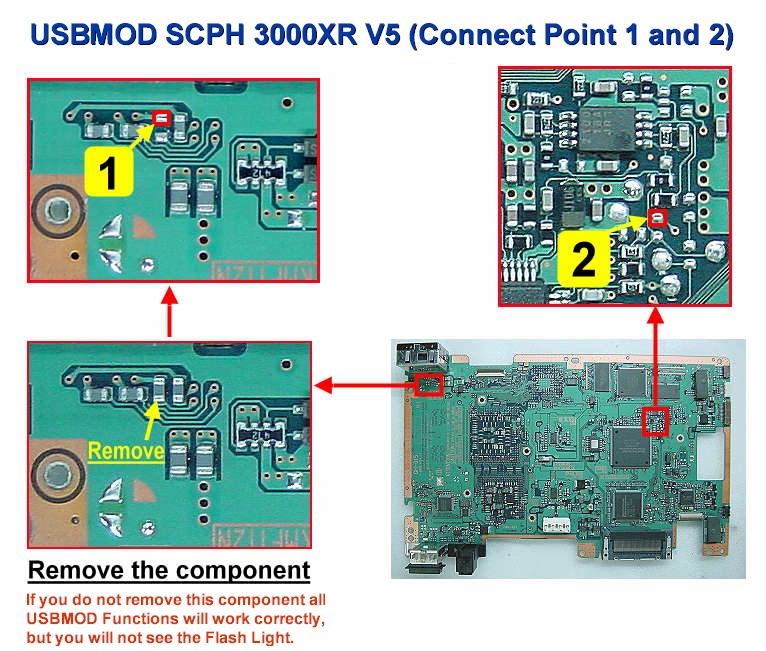 USBMOD SCPH 3000XR V5 (Connect Point 1 and 2)
1
2
Remove
Remove the component
If you do not remove this component all
USBMOD Functions will work correctly,
but you will not see the Flash Light.